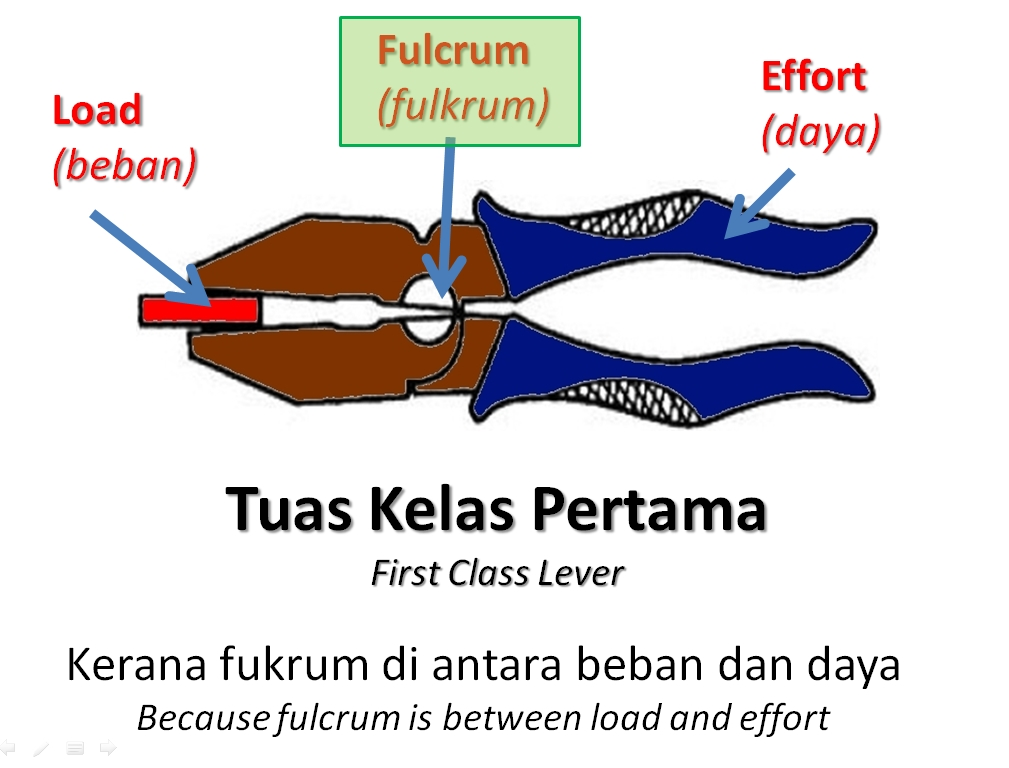 Fulcrum
(fulkrum)
Load
(beban)
Effort
(daya)
Tuas Kelas Pertama
First Class Lever
Kerana fukrum di antara beban dan daya
Because fulcrum is between load and effort